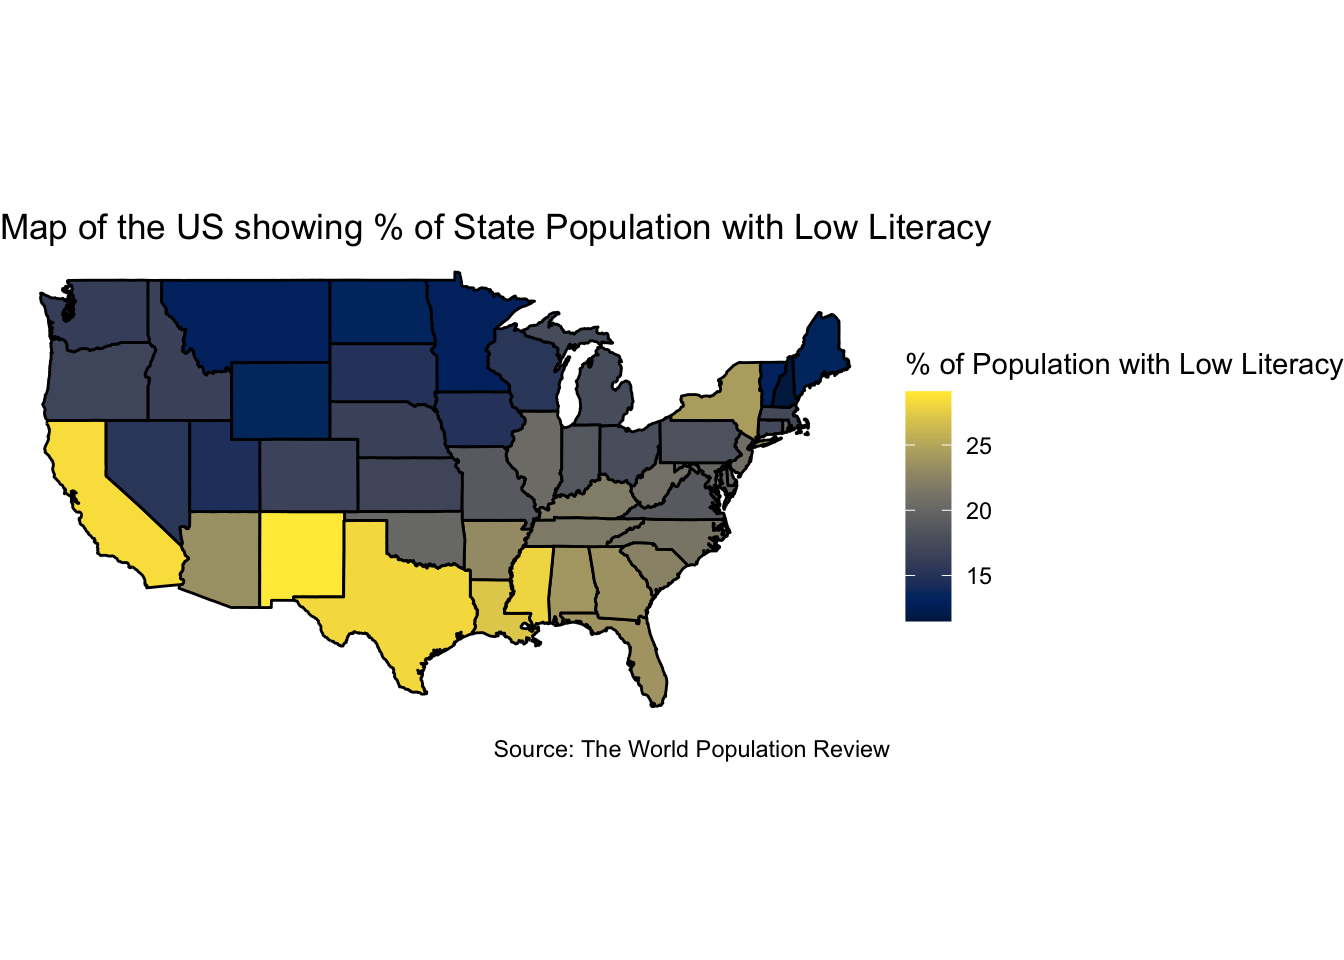 Map of the US showing % of State Population with Low Literacy
% of Population with Low Literacy
25
20
15
Source: The World Population Review